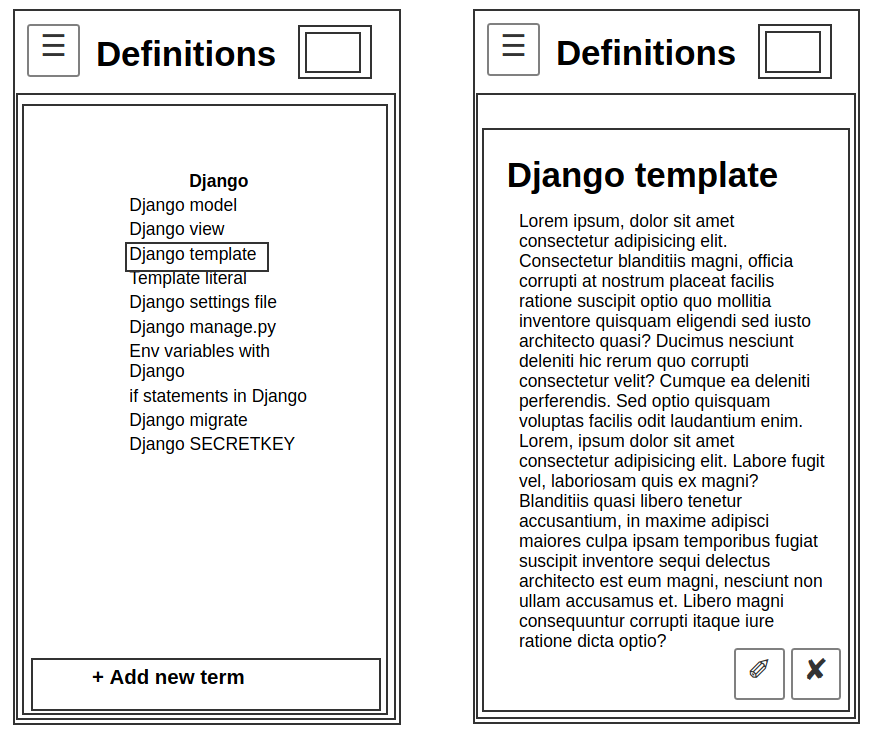 ☰ Definitions
Django
Django model
Django view
Django template
Template literal
Django settings file
Django manage.py
Env variables with
Django
if statements in Django
Django migrate
Django SECRETKEY
+ Add new term
☰ Definitions
Django template
Lorem ipsum, dolor sit amet
consectetur adipisicing elit.
Consectetur blanditiis magni, officia
corrupti at nostrum placeat facilis
ratione suscipit optio quo mollitia
inventore quisquam eligendi sed iusto
architecto quasi? Ducimus nesciunt
deleniti hic rerum quo corrupti
consectetur velit? Cumque ea deleniti
perferendis. Sed optio quisquam
voluptas facilis odit laudantium enim.
Lorem, ipsum dolor sit amet
consectetur adipisicing elit. Labore fugit
vel, laboriosam quis ex magni?
Blanditiis quasi libero tenetur
accusantium, in maxime adipisci
maiores culpa ipsam temporibus fugiat
suscipit inventore sequi delectus
architecto est eum magni, nesciunt non
ullam accusamus et. Libero magni
consequuntur corrupti itaque iure
ratione dicta optio?
✐ ✘